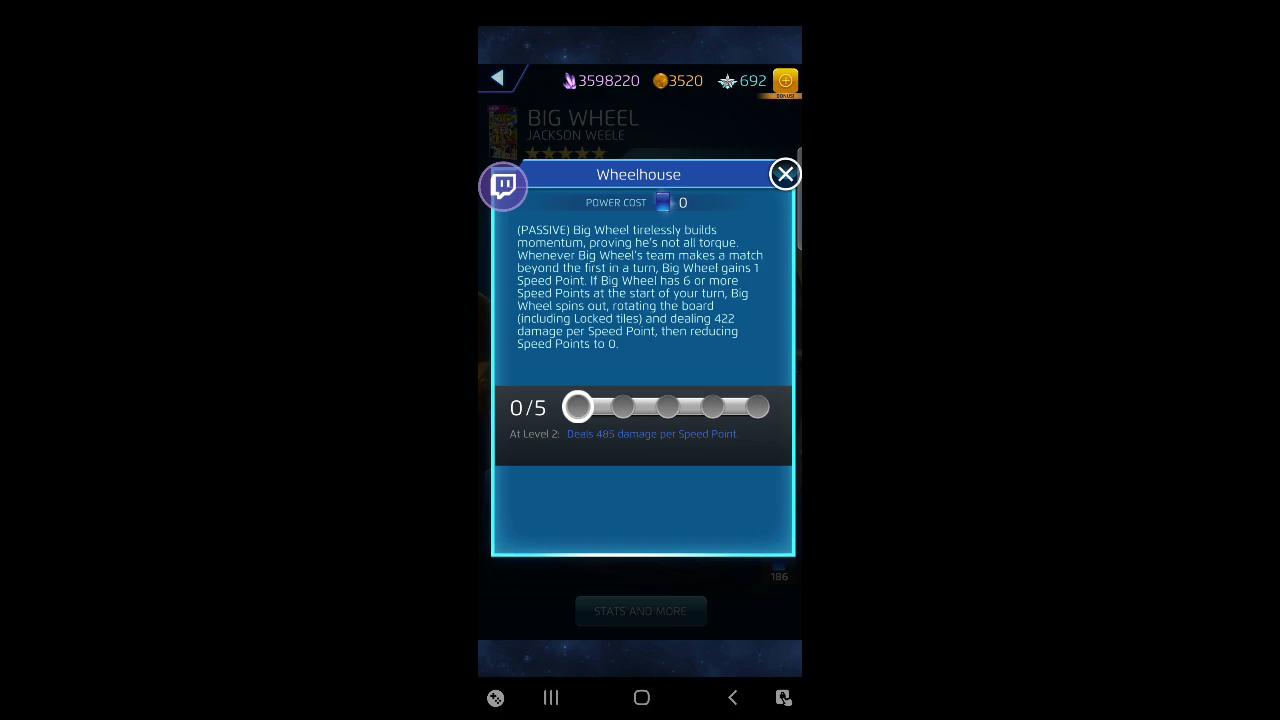 3598220 3520 692
BONUS!
BIG WHEEL
JACKSON WEELE
Wheelhouse
POWER COST 0
(PASSIVE) Big Wheel tirelessly builds
momentum, proving he's not all torque.
Whenever Big Wheel's team makes a match
beyond the first in a turn, Big Wheel gains 1
Speed Point. If Big Wheel has 6 or more
Speed Points at the start of your turn, Big
Wheel spins out, rotating the board
(including Locked tiles) and dealing 422
damage per Speed Point, then reducing
Speed Points to 0.
0/5
At Level 2: Deals 485 damage per Speed Point.
186
STATS AND MORE